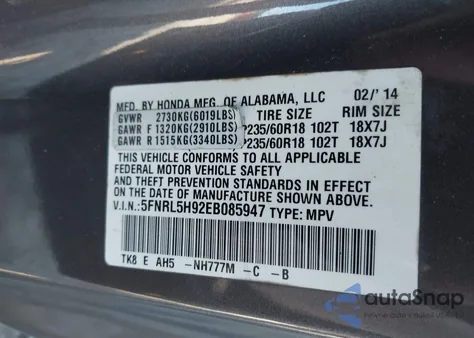 MFD. BY HONDA MFG. OF ALABAMA, LLC 02/'14
GVWR 2730KG(6019LBS) TIRE SIZE RIM SIZE
GAWR F 1320KG(2910LBS) P235/60R18 102T 18X7J
GAWR R 1515KG(3340LBS) P235/60R18 102T 18X7J
THIS VEHICLE CONFORMS TO ALL APPLICABLE
FEDERAL MOTOR VEHICLE SAFETY
AND THEFT PREVENTION STANDARDS IN EFFECT
ON THE DATE OF MANUFACTURE SHOWN ABOVE.
V.I.N.:5FNRL5H92EB085947 TYPE: MPV
TK8 E AH5 -NH777M -C -B
autoSnap